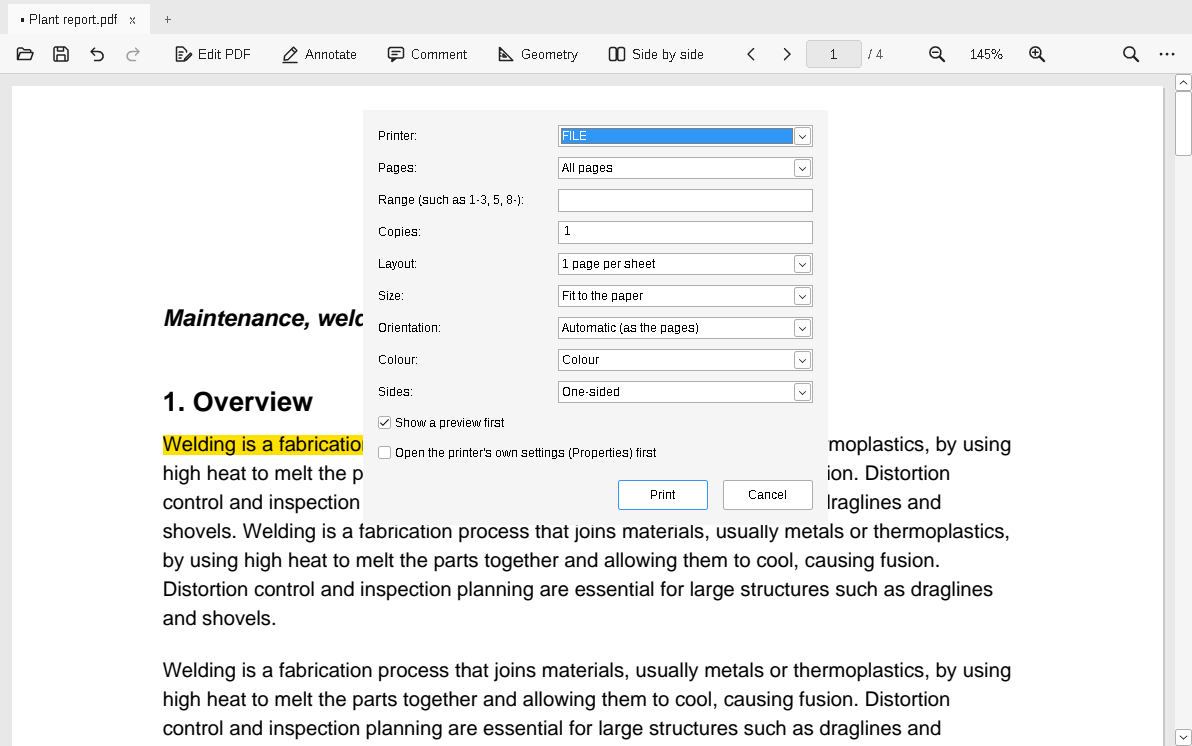 Plant report.pdf x +
Edit PDF Annotate Comment Geometry Side by side 1 / 4 145%
Printer: FILE
Pages: All pages
Range (such as 1-3, 5, 8-):
Copies: 1
Layout: 1 page per sheet
Size: Fit to the paper
Orientation: Automatic (as the pages)
Colour: Colour
Sides: One-sided
Show a preview first
Open the printer's own settings (Properties) first
Print Cancel
Maintenance,
1. Overview
Welding is a by using
high heat to melt the Distortion
control and inspection and
shovels. Welding is a fabrication process that joins materials, usually metals or thermoplastics,
by using high heat to melt the parts together and allowing them to cool, causing fusion.
Distortion control and inspection planning are essential for large structures such as draglines
and shovels.
Welding is a fabrication process that joins materials, usually metals or thermoplastics, by using
high heat to melt the parts together and allowing them to cool, causing fusion. Distortion
control and inspection planning are essential for large structures such as draglines and